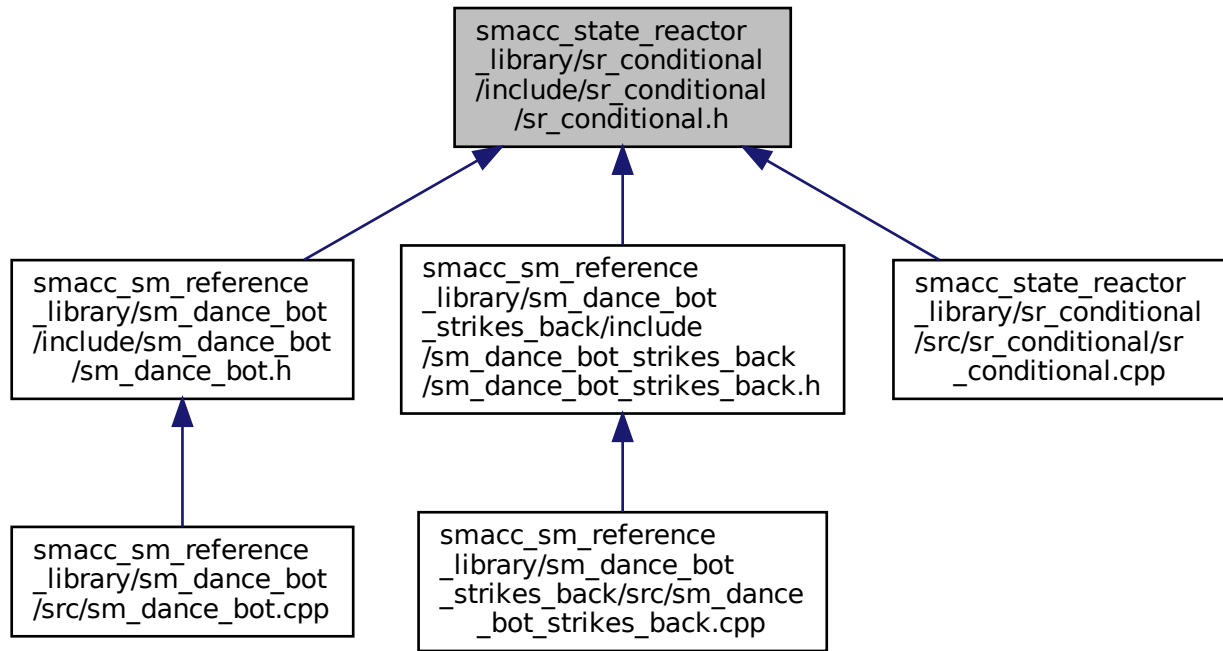 smacc_state_reactor
_library/sr_conditional
/include/sr_conditional
/sr_conditional.h
smacc_sm_reference
_library/sm_dance_bot
/include/sm_dance_bot
/sm_dance_bot.h
smacc_sm_reference
_library/sm_dance_bot
_strikes_back/include
/sm_dance_bot_strikes_back
/sm_dance_bot_strikes_back.h
smacc_state_reactor
_library/sr_conditional
/src/sr_conditional/sr
_conditional.cpp
smacc_sm_reference
_library/sm_dance_bot
/src/sm_dance_bot.cpp
smacc_sm_reference
_library/sm_dance_bot
_strikes_back/src/sm_dance
_bot_strikes_back.cpp